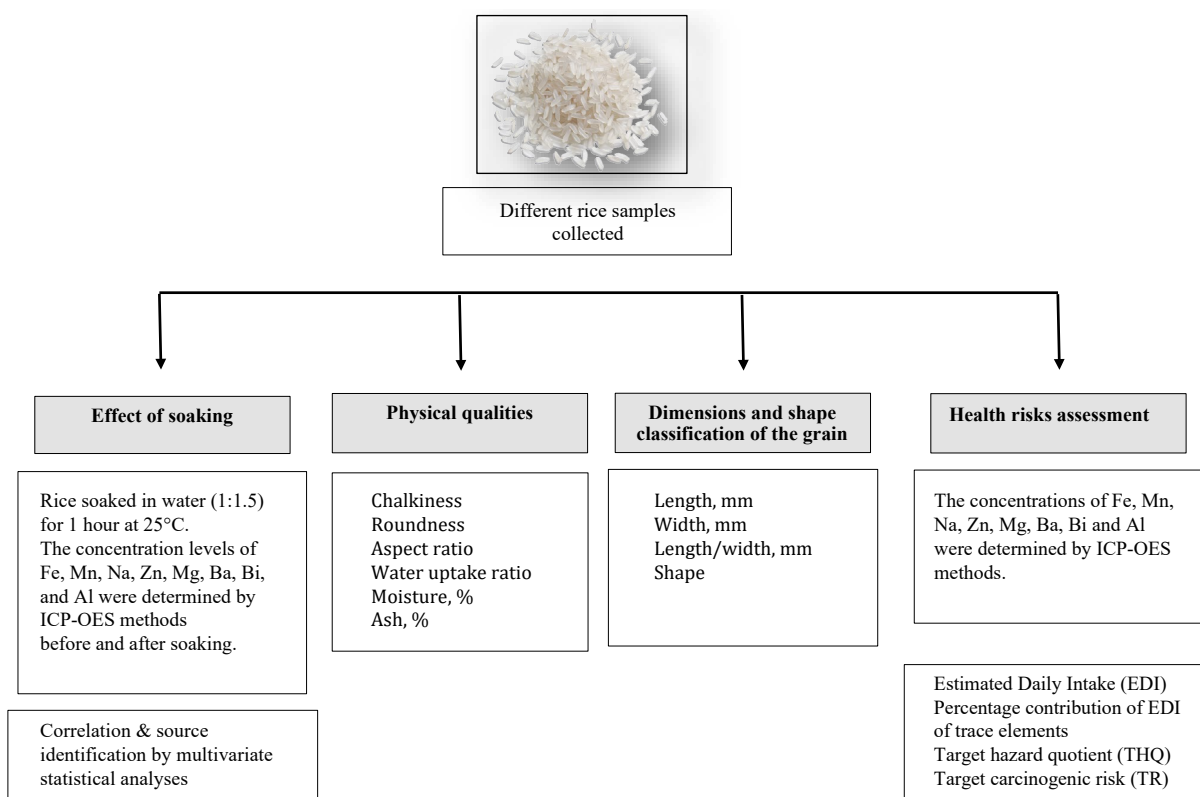 Different rice samples
collected
Effect of soaking
Rice soaked in water (1:1.5)
for 1 hour at 25°C.
The concentration levels of
Fe, Mn, Na, Zn, Mg, Ba, Bi,
and Al were determined by
ICP-OES methods
before and after soaking.
Correlation & source
identification by multivariate
statistical analyses
Physical qualities
Chalkiness
Roundness
Aspect ratio
Water uptake ratio
Moisture, %
Ash, %
Dimensions and shape
classification of the grain
Length, mm
Width, mm
Length/width, mm
Shape
Health risks assessment
The concentrations of Fe, Mn,
Na, Zn, Mg, Ba, Bi and Al
were determined by ICP-OES
methods.
Estimated Daily Intake (EDI)
Percentage contribution of EDI
of trace elements
Target hazard quotient (THQ)
Target carcinogenic risk (TR)